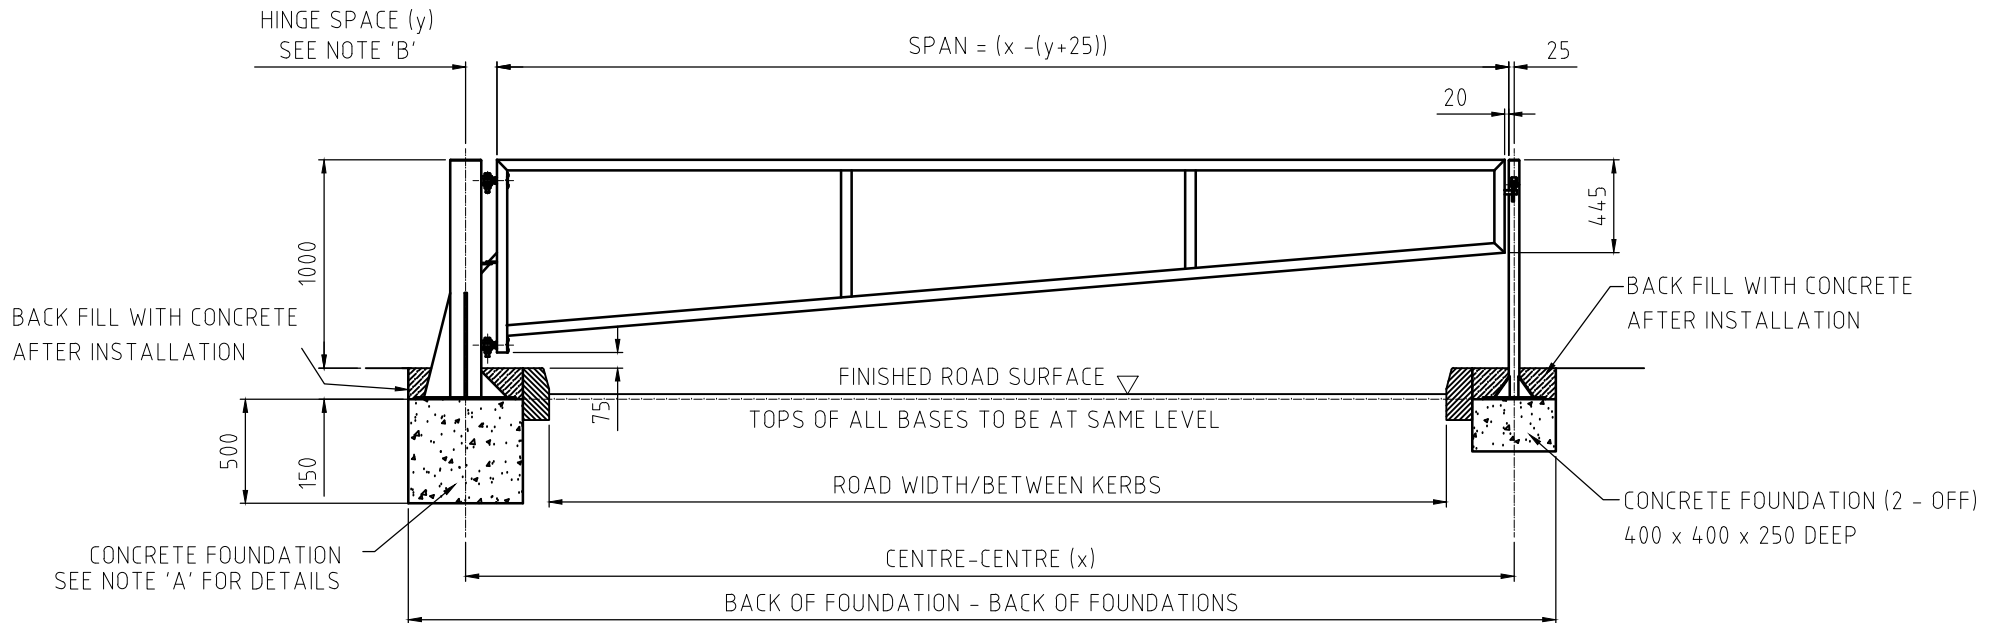 HINGE SPACE (y)
SEE NOTE 'B'
SPAN = (x -(y+25))
25
20
1000
445
BACK FILL WITH CONCRETE
AFTER INSTALLATION
BACK FILL WITH CONCRETE
AFTER INSTALLATION
FINISHED ROAD SURFACE
75
TOPS OF ALL BASES TO BE AT SAME LEVEL
500
150
ROAD WIDTH/BETWEEN KERBS
CONCRETE FOUNDATION (2 - OFF)
400 x 400 x 250 DEEP
CONCRETE FOUNDATION
SEE NOTE 'A' FOR DETAILS
CENTRE-CENTRE (x)
BACK OF FOUNDATION - BACK OF FOUNDATIONS